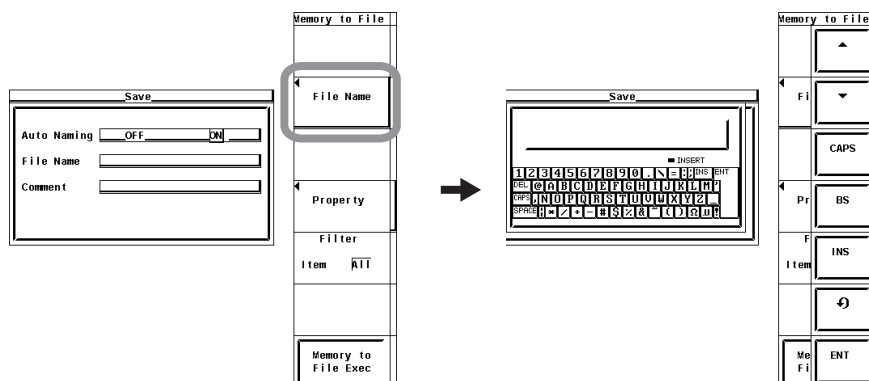 Memory to File
File Name
Save
Auto Naming OFF ON
File Name
Comment
Property
Filter
Item All
Memory to
File Exec
Memory to File
Fi
CAPS
Save
INSERT
1 2 3 4 5 6 7 8 9 0 . \ = : ; INS ENT
DEL @ A B C D E F G H I J K L M '
CAPS , N O P Q R S T U V W X Y Z _
SPACE | * / + - # $ % & ~ ( ) Ω µ !
Pr
BS
F
Item
INS
Me
Fi
ENT